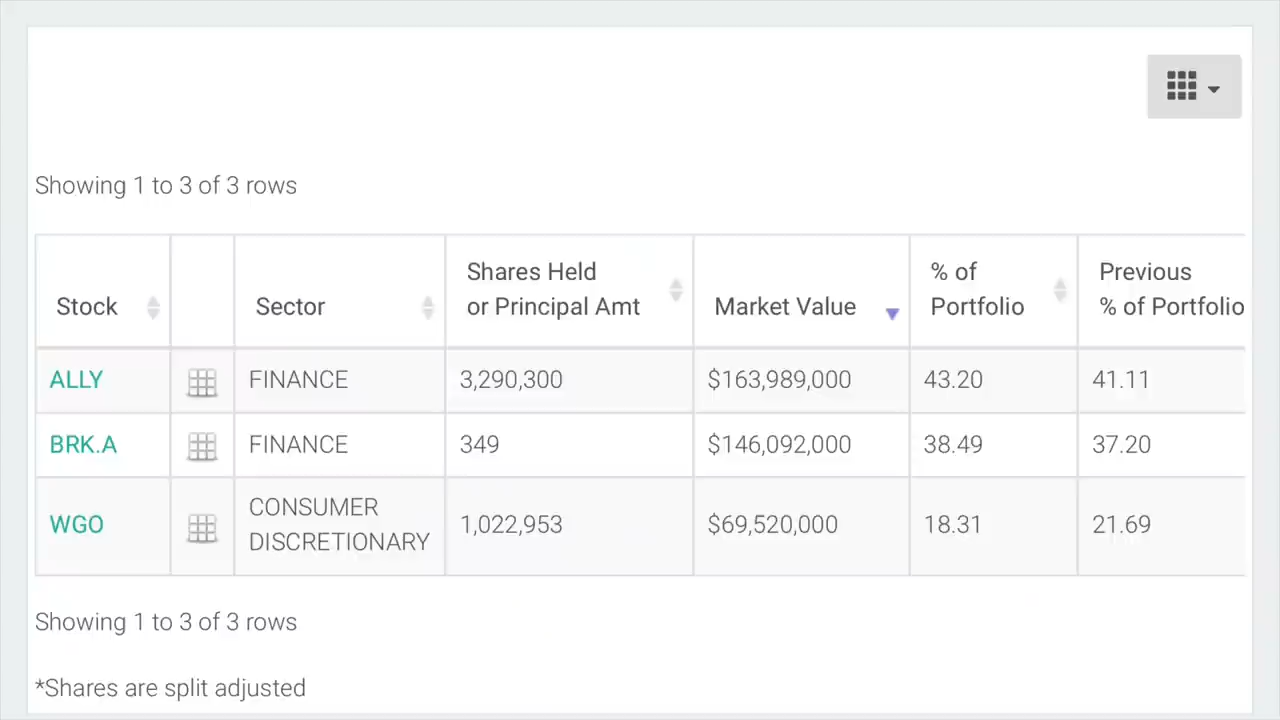 Showing 1 to 3 of 3 rows
Stock Sector Shares Held or Principal Amt Market Value % of Portfolio Previous % of Portfolio
ALLY FINANCE 3,290,300 $163,989,000 43.20 41.11
BRK.A FINANCE 349 $146,092,000 38.49 37.20
WGO CONSUMER DISCRETIONARY 1,022,953 $69,520,000 18.31 21.69
Showing 1 to 3 of 3 rows
*Shares are split adjusted